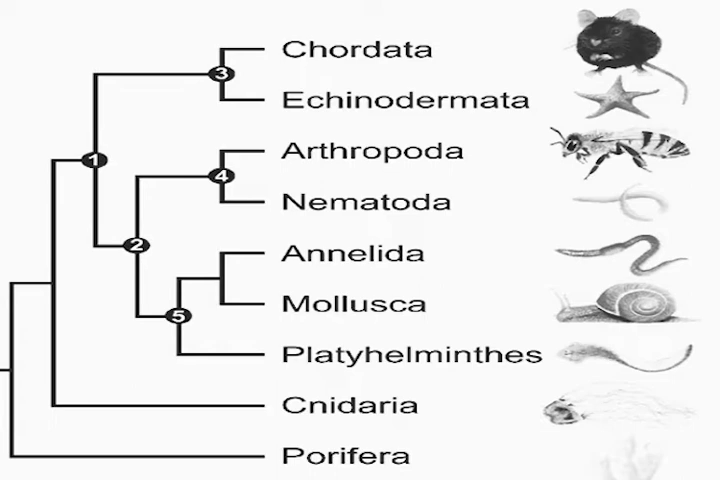 Chordata
3
Echinodermata
Arthropoda
1
4
Nematoda
2
Annelida
Mollusca
5
Platyhelminthes
Cnidaria
Porifera